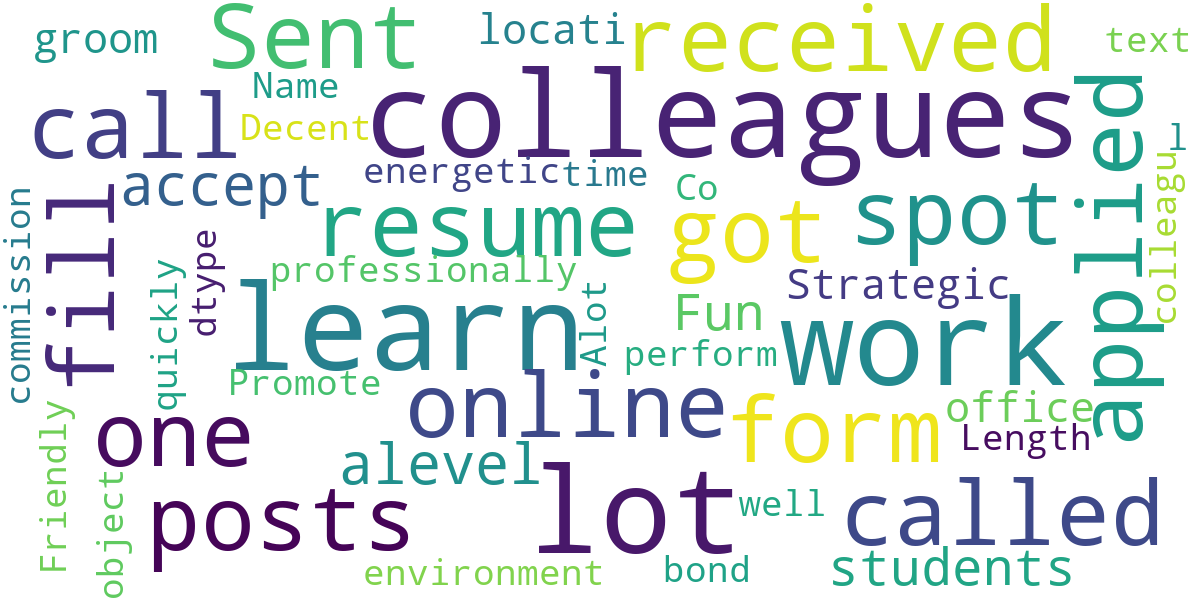 groom
Sent
locati
received
text
Name
call
Decent
colleagues
applied
l
accept
energetic
time
Co
spot
colleagu
commission
fill
resume
got
quickly
dtype
professionally
Strategic
learn
Alot
Fun
work
perform
Promote
online
form
office
Length
Friendly
one
alevel
object
posts
lot
well
called
environment
bond
students